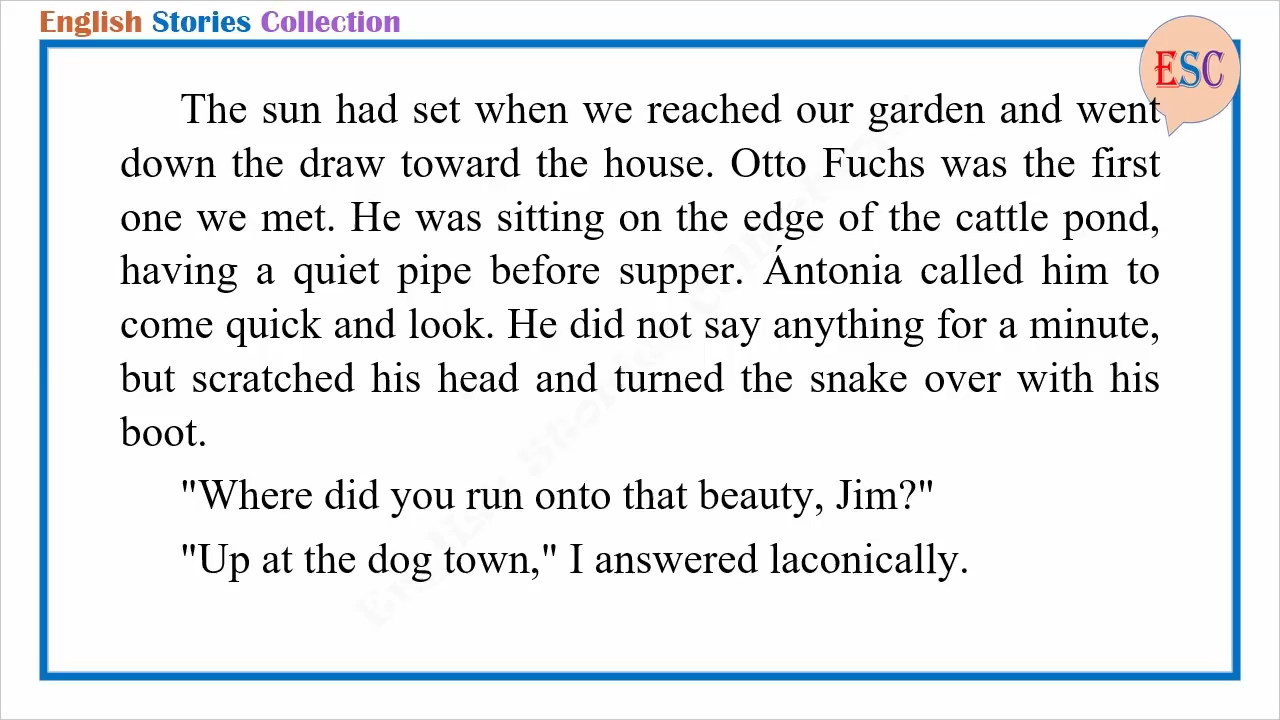 English Stories Collection
ESC
The sun had set when we reached our garden and went
down the draw toward the house. Otto Fuchs was the first
one we met. He was sitting on the edge of the cattle pond,
having a quiet pipe before supper. Ántonia called him to
come quick and look. He did not say anything for a minute,
but scratched his head and turned the snake over with his
boot.
"Where did you run onto that beauty, Jim?"
"Up at the dog town," I answered laconically.
English Stories Collection